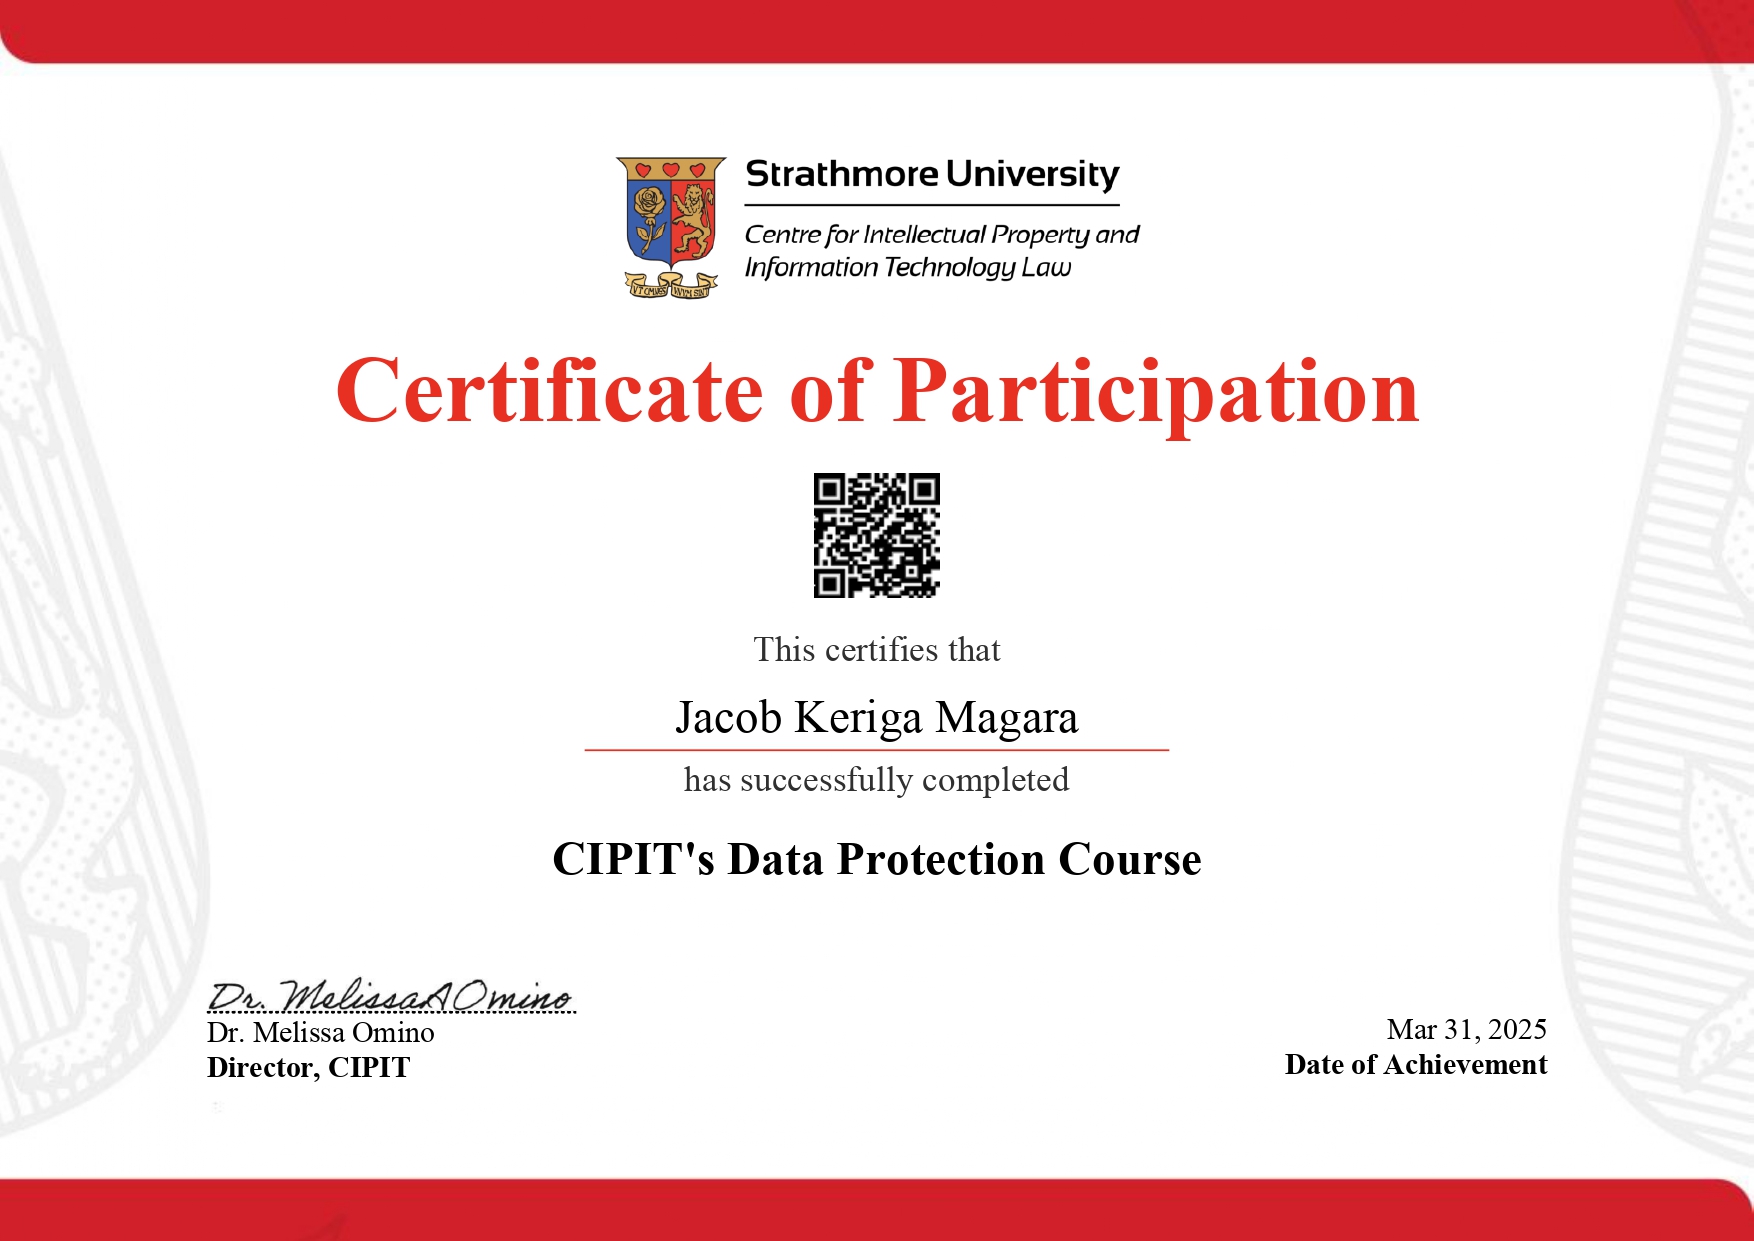 Strathmore University
Centre for Intellectual Property and
Information Technology Law
VT OMNES VNVM SINT
Certificate of Participation
This certifies that
Jacob Keriga Magara
has successfully completed
CIPIT's Data Protection Course
Dr. Melissa A Omino
Dr. Melissa Omino
Director, CIPIT
Mar 31, 2025
Date of Achievement